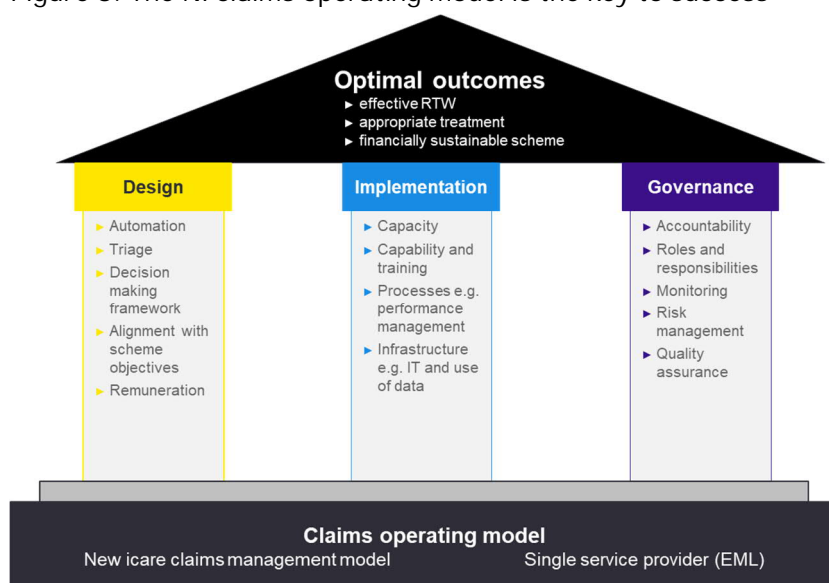 Optimal outcomes
► effective RTW
► appropriate treatment
► financially sustainable scheme
Design
► Automation
► Triage
► Decision
making
framework
► Alignment with
scheme
objectives
► Remuneration
Implementation
► Capacity
► Capability and
training
► Processes e.g.
performance
management
► Infrastructure
e.g. IT and use
of data
Governance
► Accountability
► Roles and
responsibilities
► Monitoring
► Risk
management
► Quality
assurance
Claims operating model
New icare claims management model
Single service provider (EML)